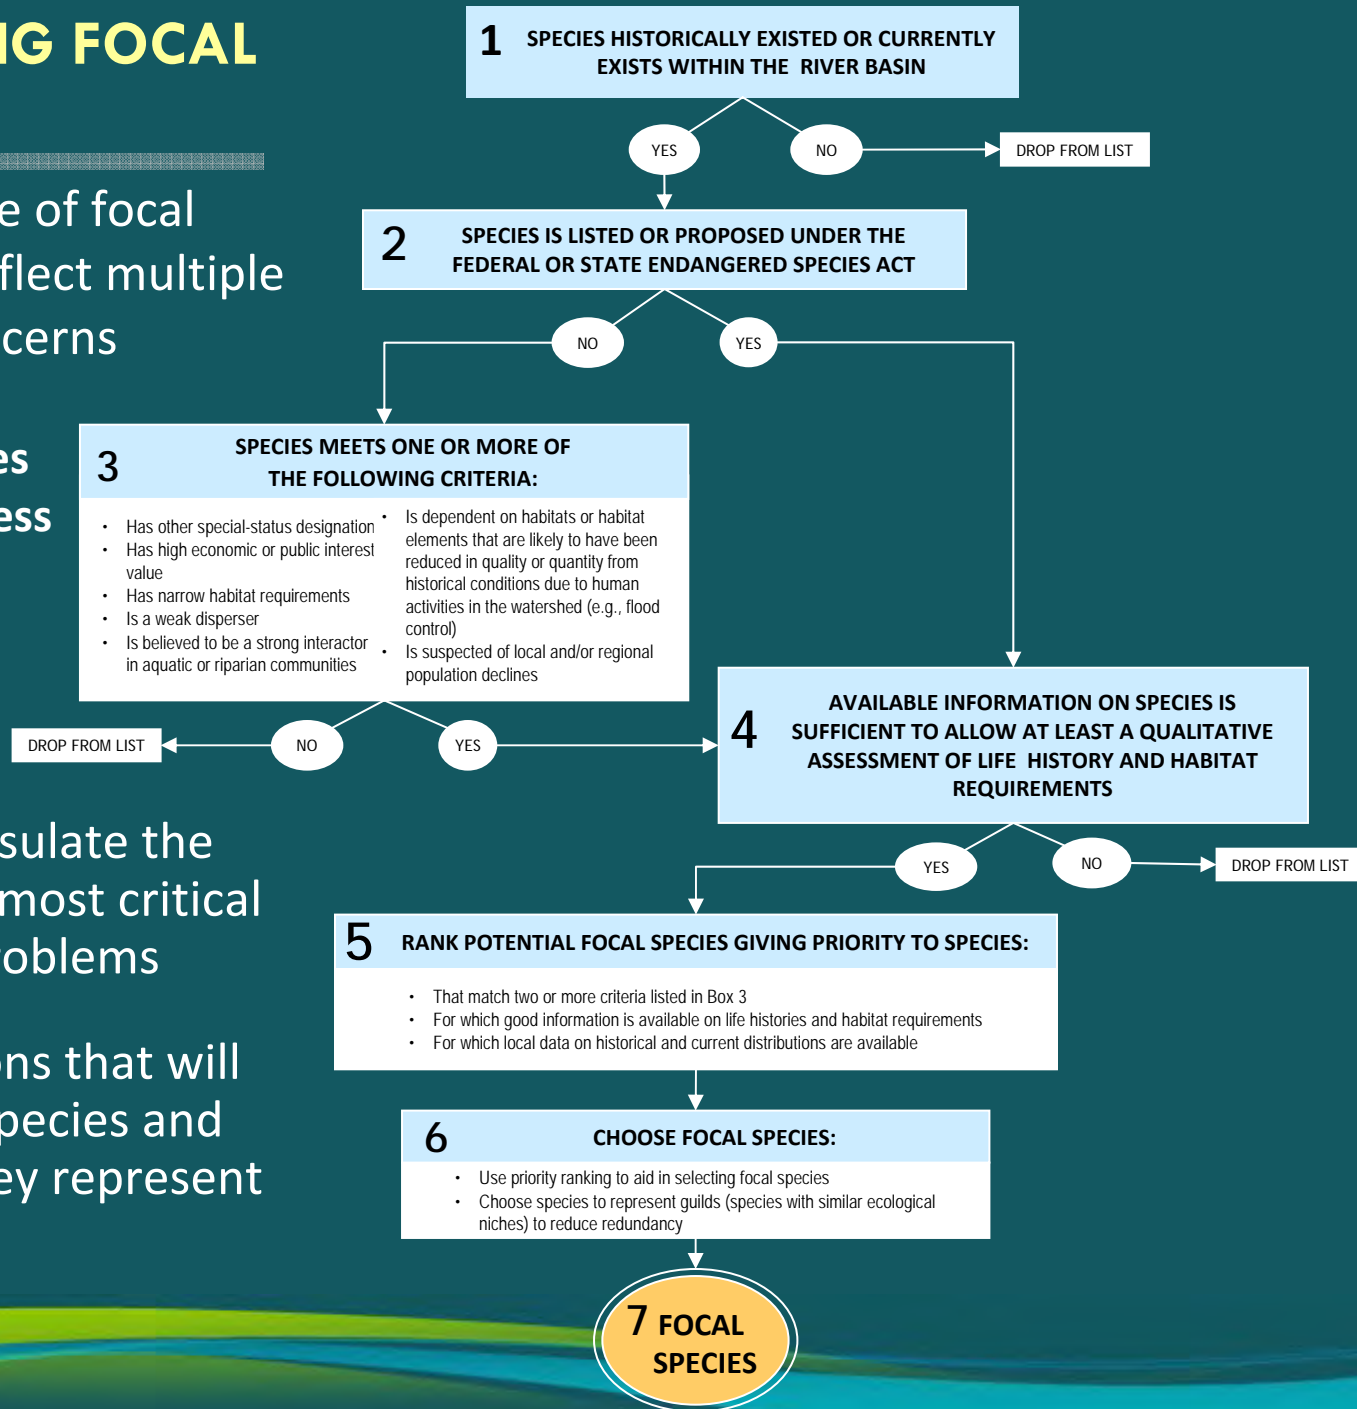 NG FOCAL
e of focal
flect multiple
cerns
es
ess
sulate the
most critical
roblems
ons that will
pecies and
ey represent
1 SPECIES HISTORICALLY EXISTED OR CURRENTLY
EXISTS WITHIN THE RIVER BASIN
YES
NO
DROP FROM LIST
2 SPECIES IS LISTED OR PROPOSED UNDER THE
FEDERAL OR STATE ENDANGERED SPECIES ACT
NO
YES
3 SPECIES MEETS ONE OR MORE OF
THE FOLLOWING CRITERIA:
• Has other special-status designation
• Has high economic or public interest
value
• Has narrow habitat requirements
• Is a weak disperser
• Is believed to be a strong interactor
in aquatic or riparian communities
• Is dependent on habitats or habitat
elements that are likely to have been
reduced in quality or quantity from
historical conditions due to human
activities in the watershed (e.g., flood
control)
• Is suspected of local and/or regional
population declines
DROP FROM LIST
NO
YES
4 AVAILABLE INFORMATION ON SPECIES IS
SUFFICIENT TO ALLOW AT LEAST A QUALITATIVE
ASSESSMENT OF LIFE HISTORY AND HABITAT
REQUIREMENTS
YES
NO
DROP FROM LIST
5 RANK POTENTIAL FOCAL SPECIES GIVING PRIORITY TO SPECIES:
• That match two or more criteria listed in Box 3
• For which good information is available on life histories and habitat requirements
• For which local data on historical and current distributions are available
6 CHOOSE FOCAL SPECIES:
• Use priority ranking to aid in selecting focal species
• Choose species to represent guilds (species with similar ecological
niches) to reduce redundancy
7 FOCAL
SPECIES